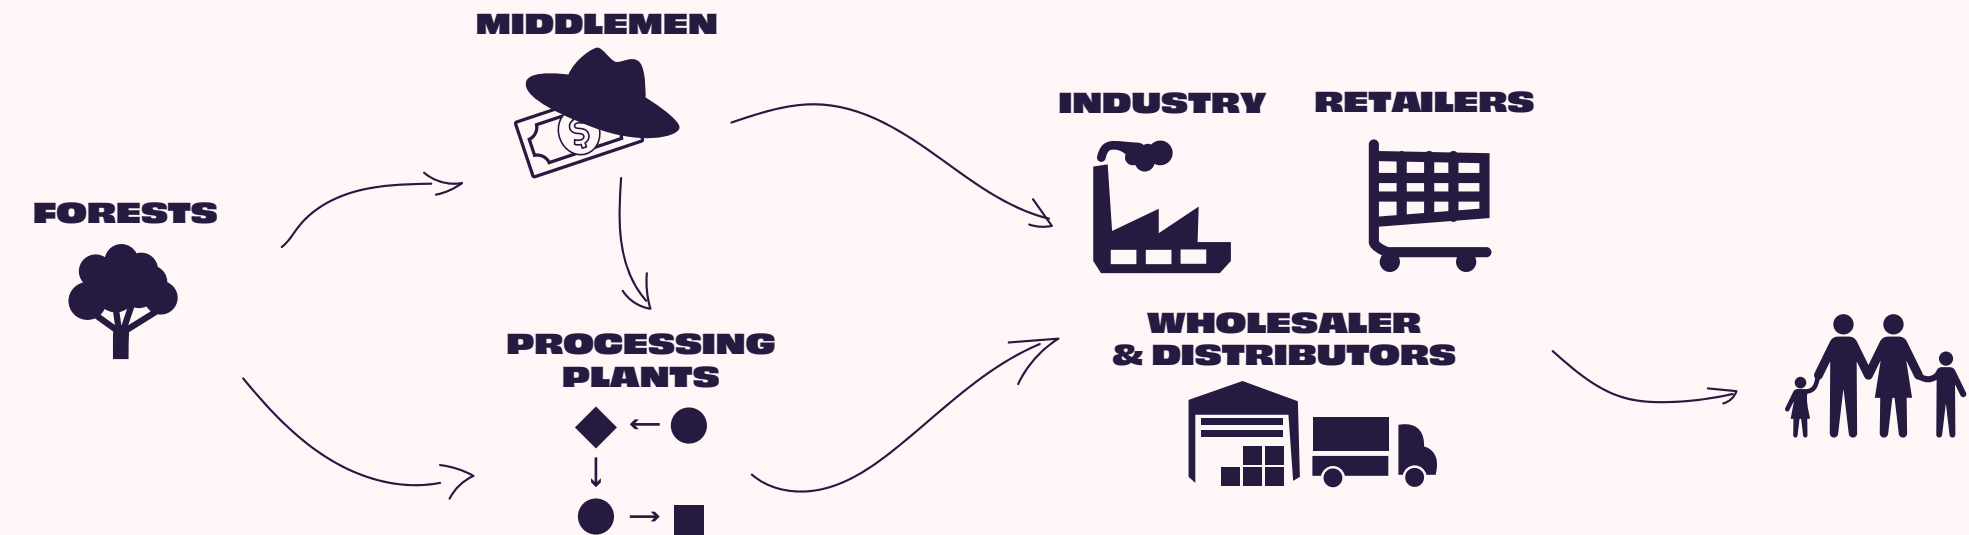 MIDDLEMEN
INDUSTRY
RETAILERS
FORESTS
$
PROCESSING
PLANTS
WHOLESALER
& DISTRIBUTORS